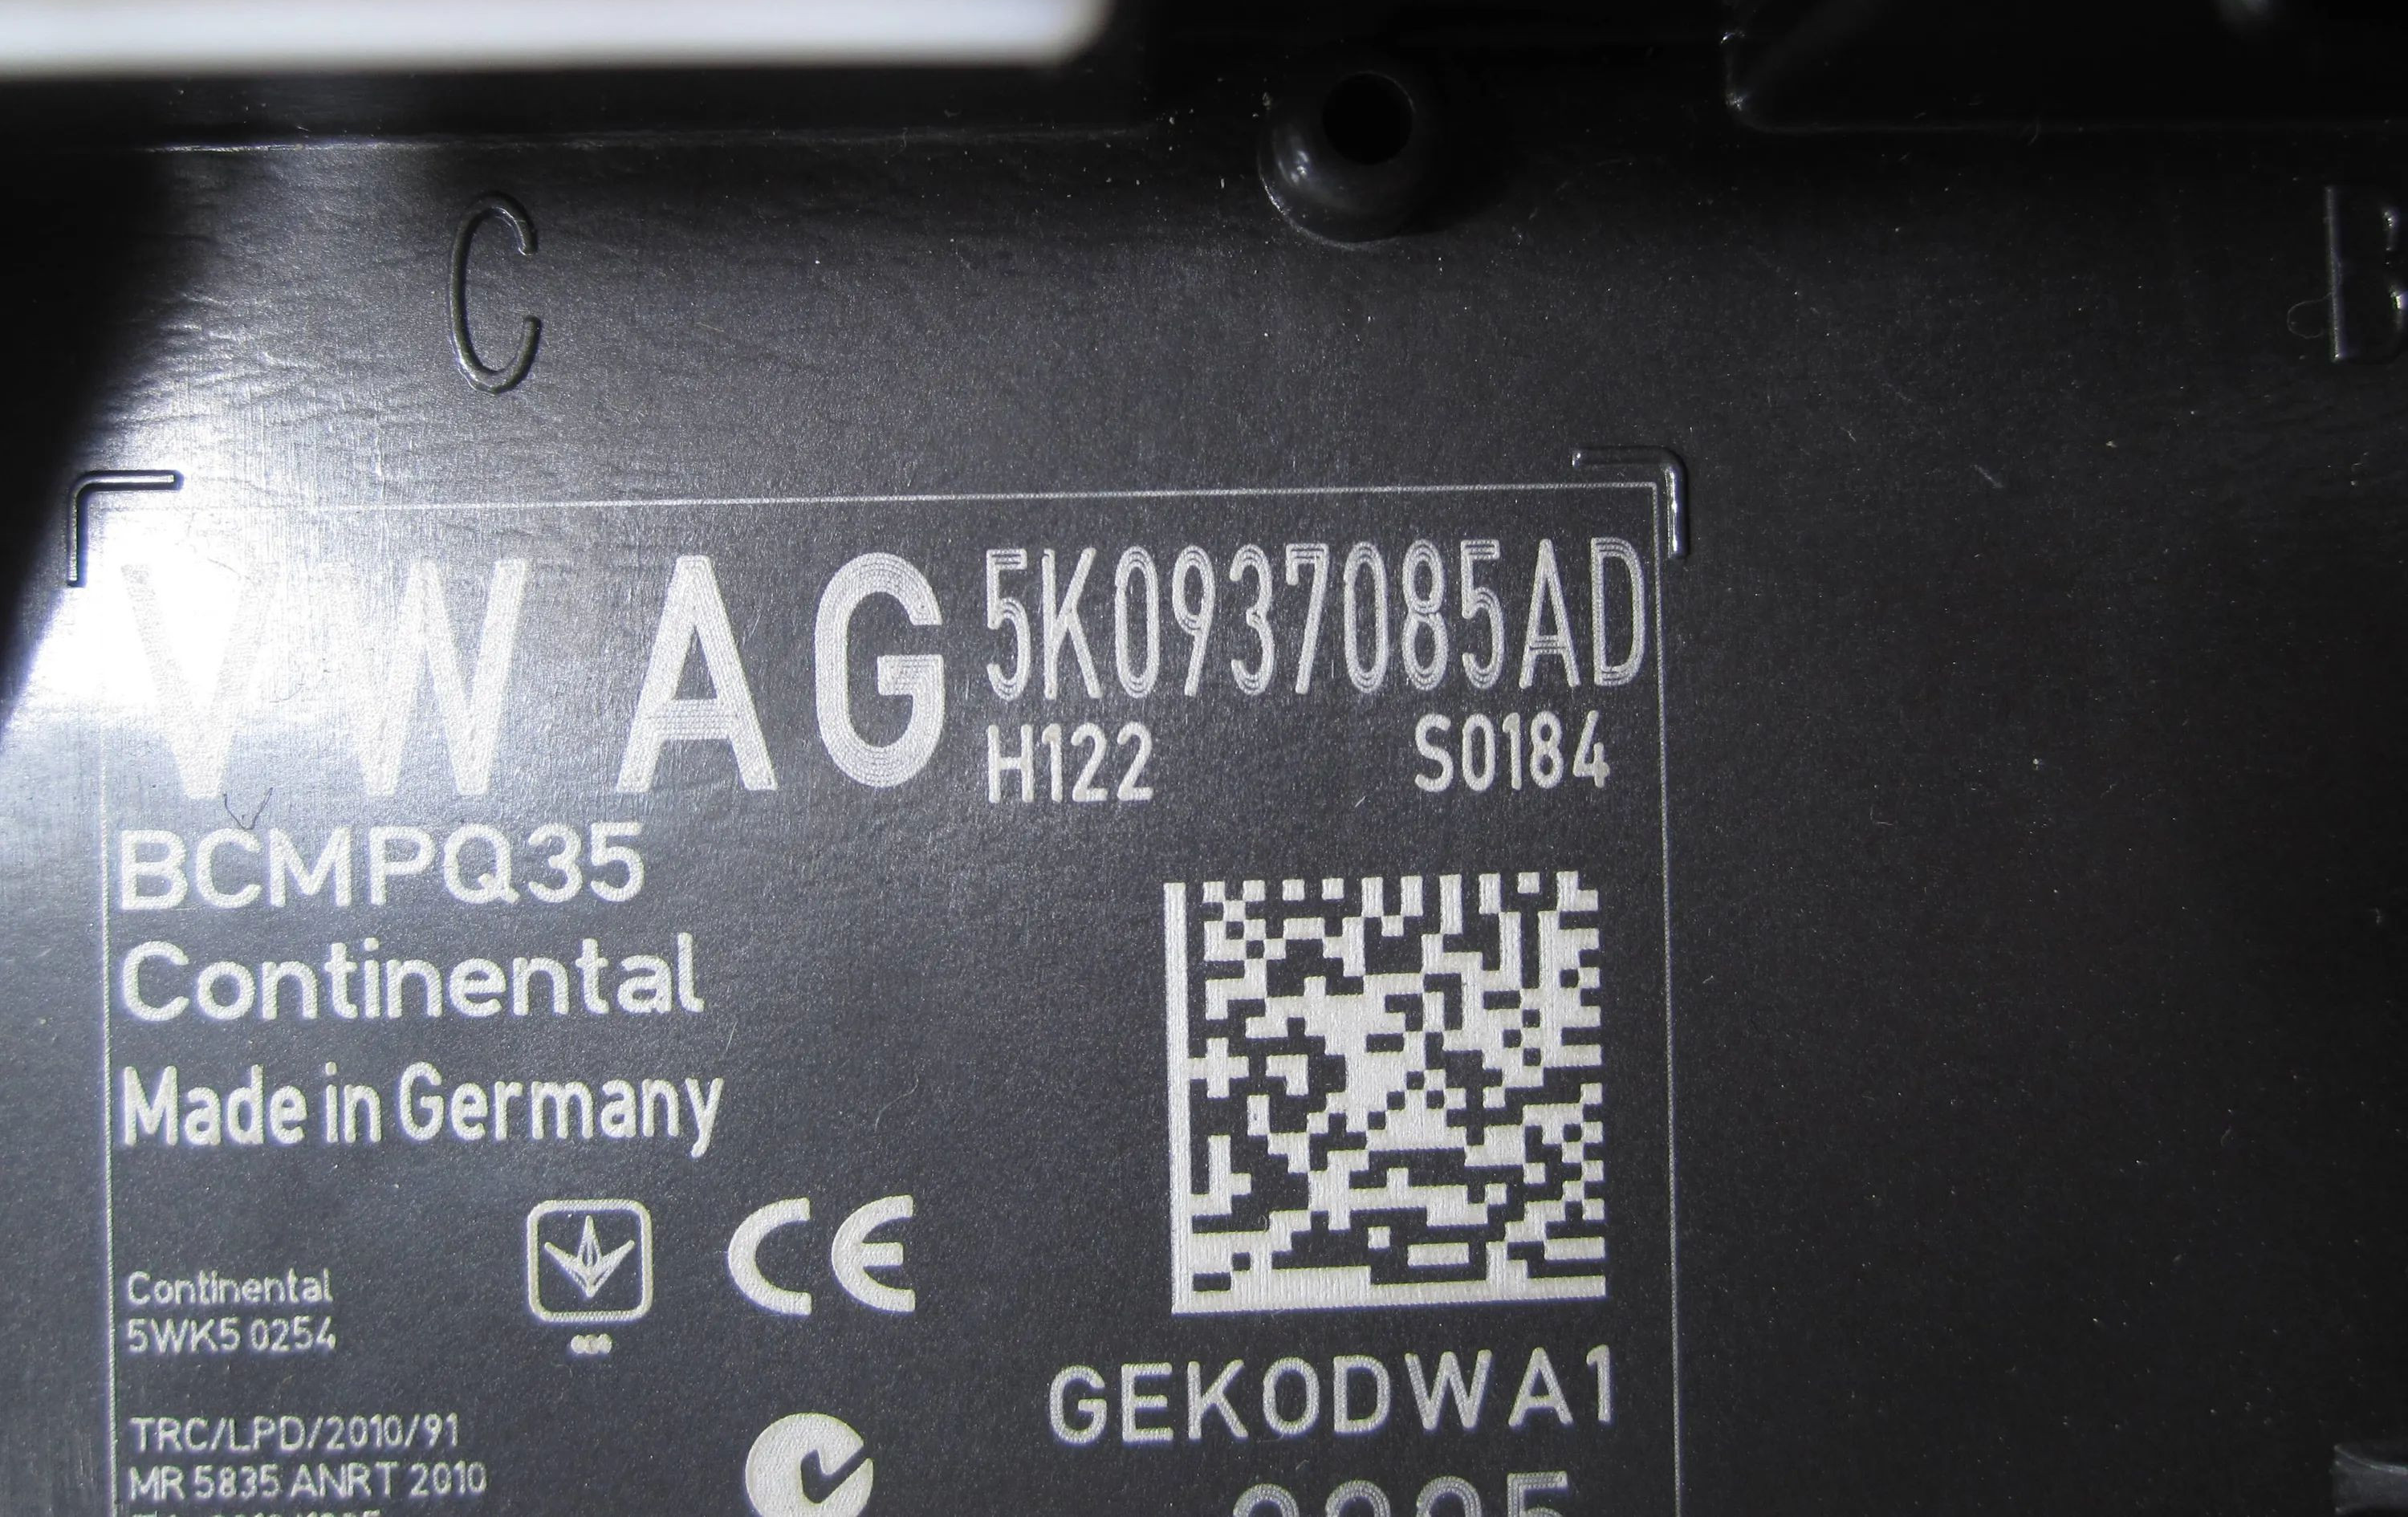 C
B
VW AG 5K0937085AD
H122 S0184
BCMPQ35
Continental
Made in Germany
CE
Continental
5WK5 0254
GEKODWA1
TRC/LPD/2010/91
MR 5835 ANRT 2010